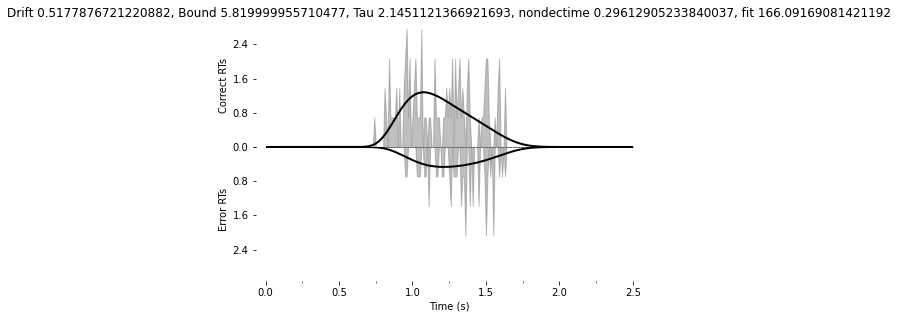 Drift 0.5177876721220882, Bound 5.819999955710477, Tau 2.1451121366921693, nondectime 0.29612905233840037, fit 166.09169081421192
2.4
1.6
0.8
0.0
0.8
1.6
2.4
Correct RTs
Error RTs
0.0 0.5 1.0 1.5 2.0 2.5
Time (s)